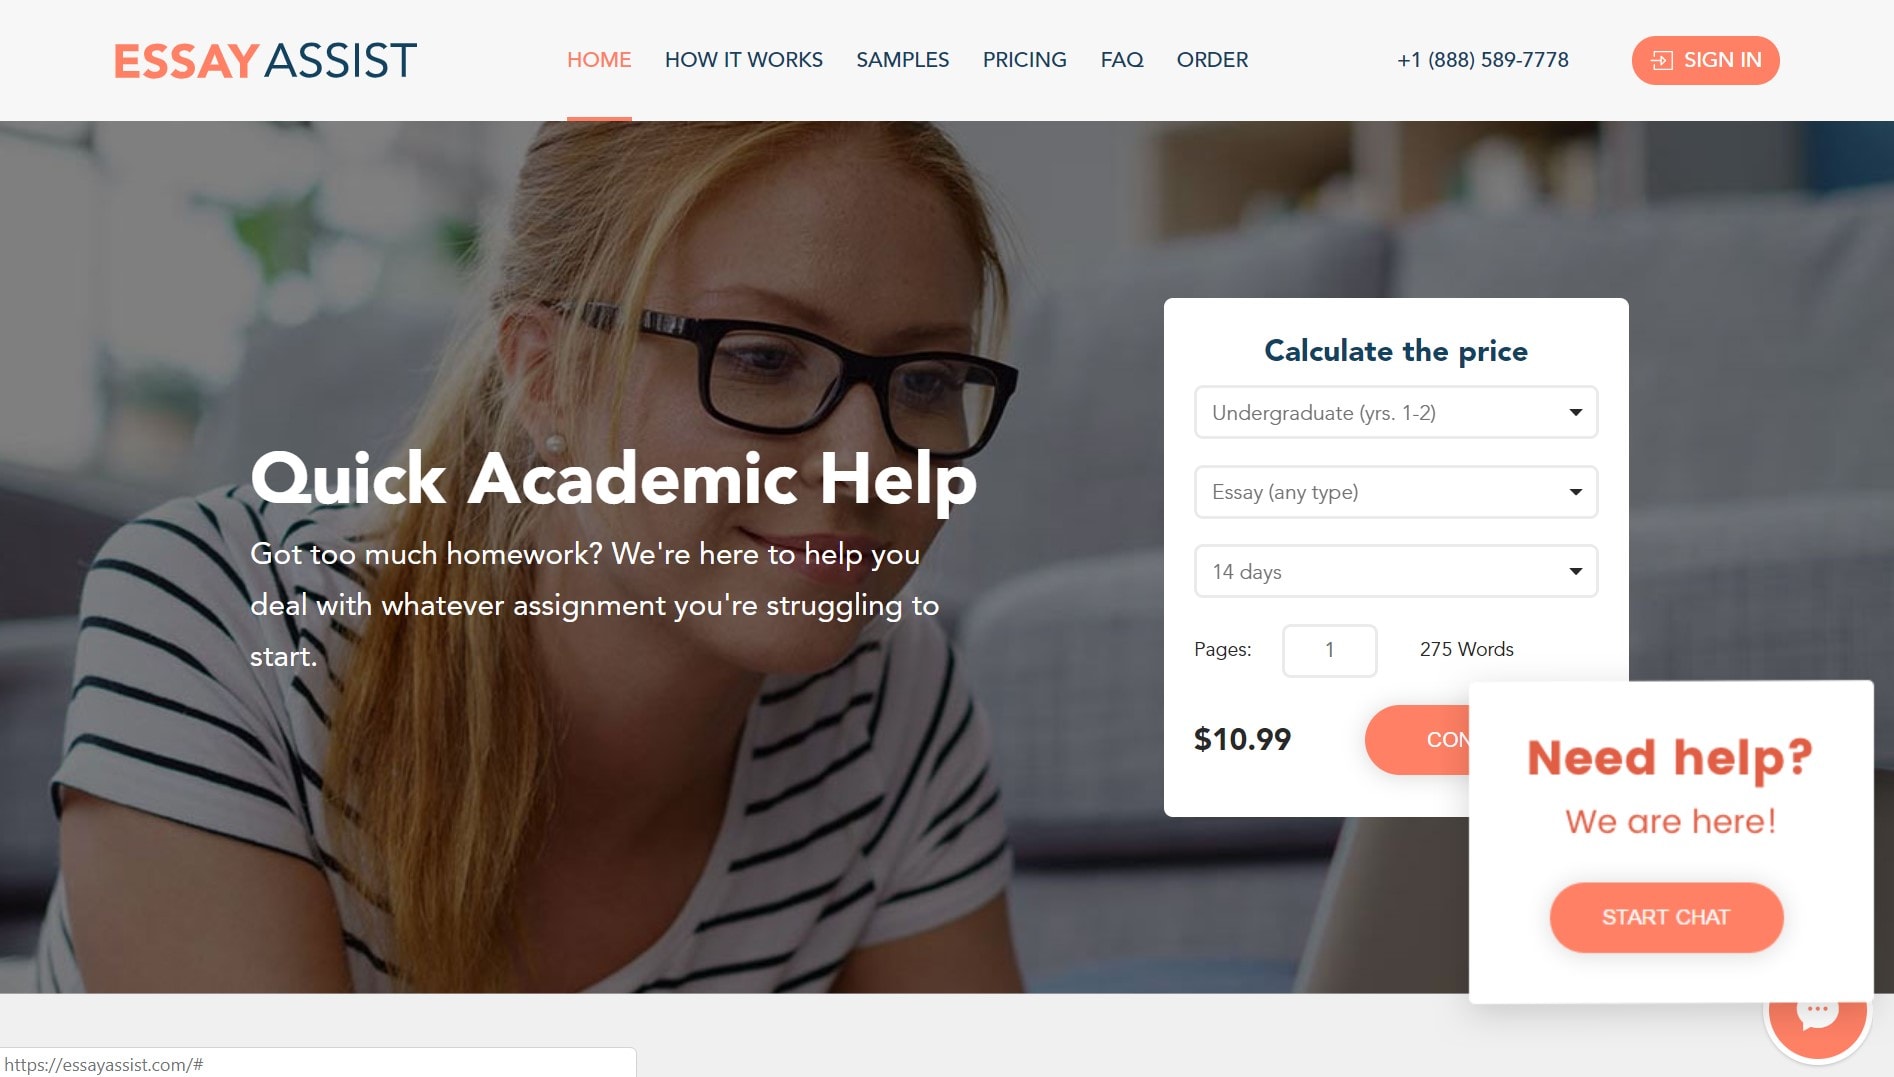 ESSAY ASSIST
HOME HOW IT WORKS SAMPLES PRICING FAQ ORDER
+1 (888) 589-7778
SIGN IN
Quick Academic Help
Got too much homework? We're here to help you
deal with whatever assignment you're struggling to
start.
Calculate the price
Undergraduate (yrs. 1-2)
Essay (any type)
14 days
Pages: 1 275 Words
$10.99
CON
Need help?
We are here!
START CHAT
https://essayassist.com/#